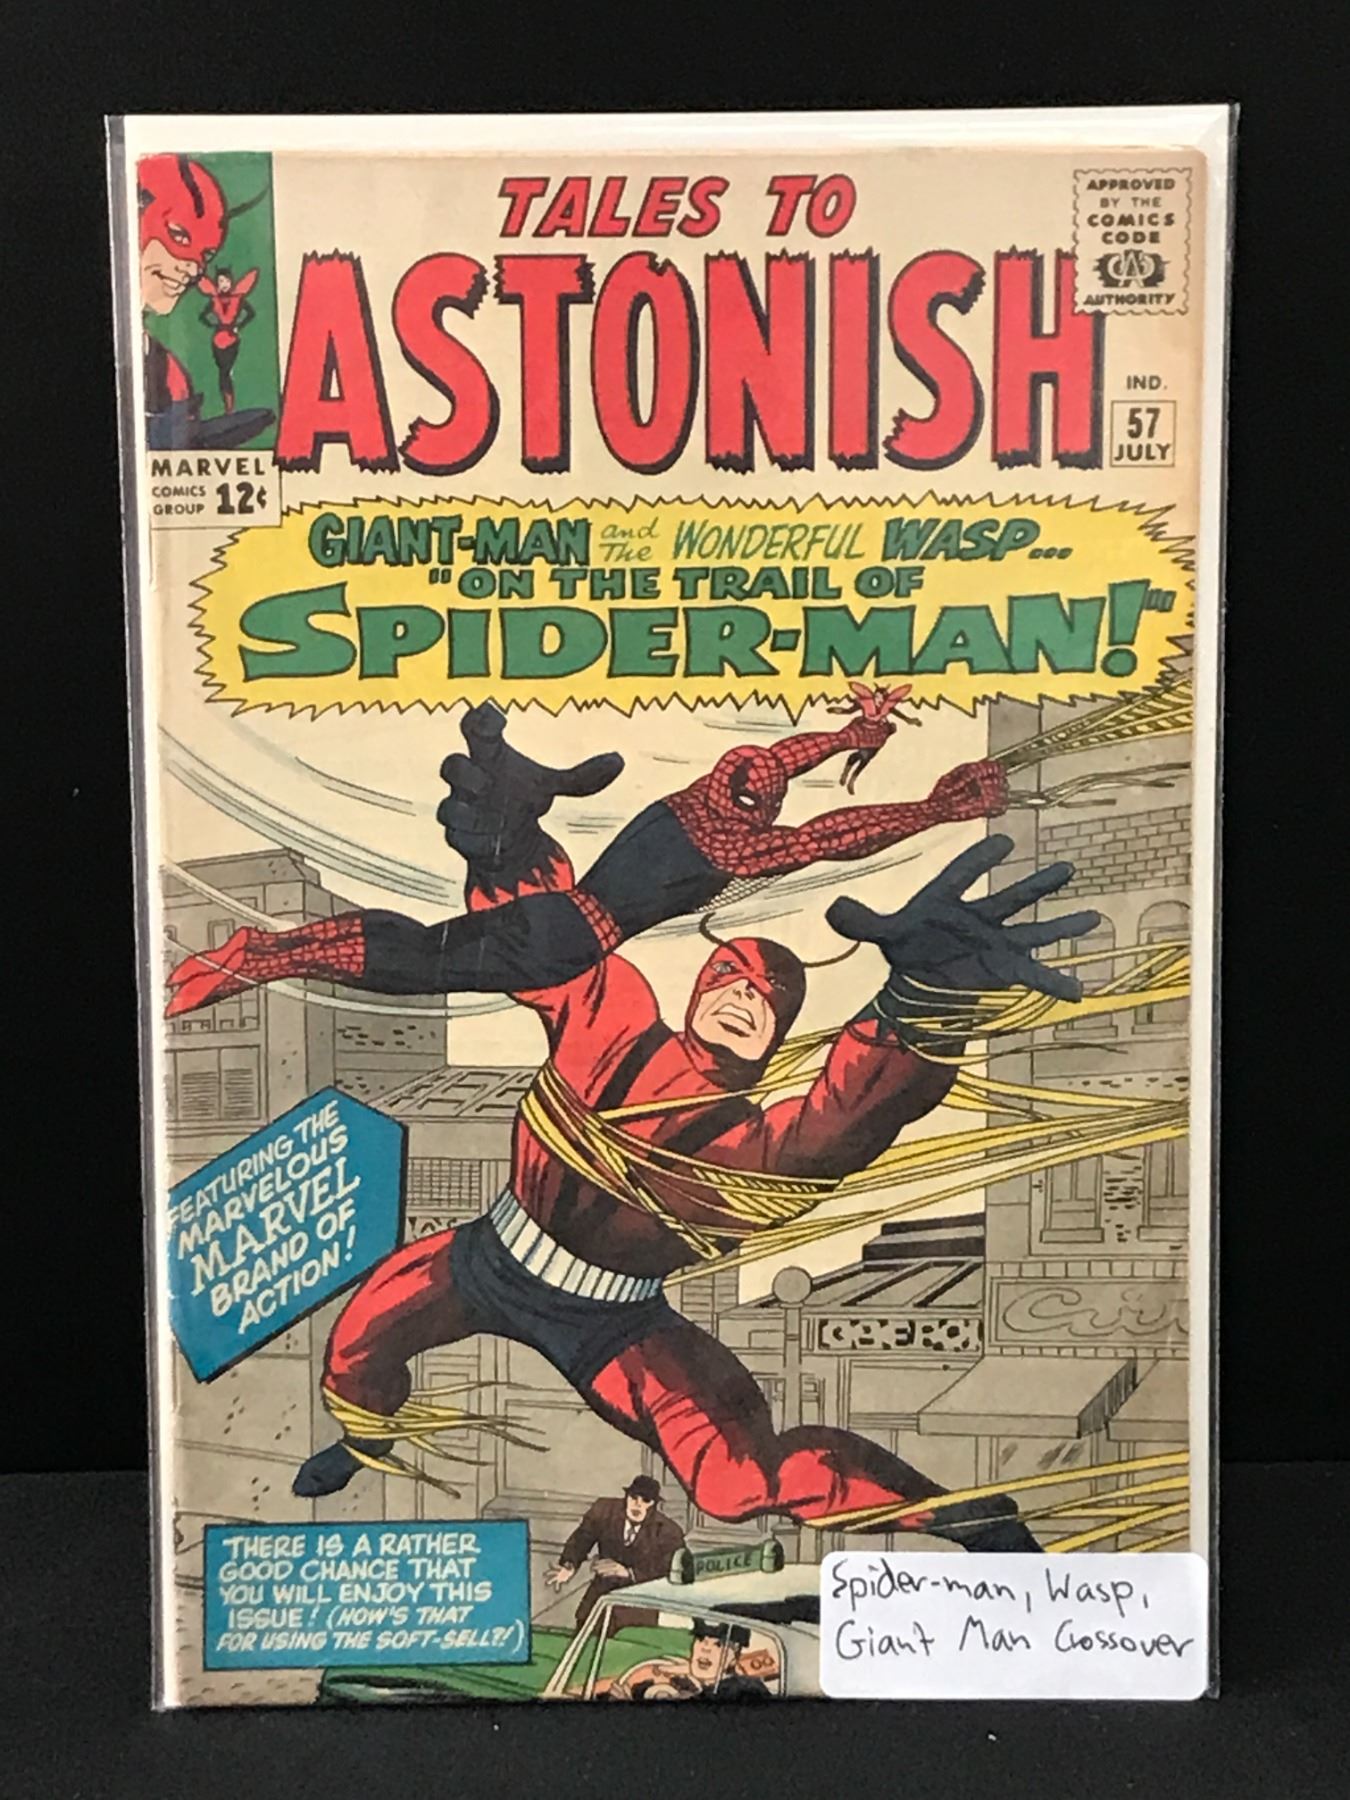 TALES TO
ASTONISH
APPROVED
BY THE
COMICS
CODE
CA
AUTHORITY
IND.
57
JULY
MARVEL
COMICS
GROUP 12¢
GIANT-MAN and The WONDERFUL WASP...
"ON THE TRAIL OF
SPIDER-MAN!"
FEATURING THE
MARVELOUS
MARVEL
BRAND OF
ACTION!
THERE IS A RATHER
GOOD CHANCE THAT
YOU WILL ENJOY THIS
ISSUE! (HOW'S THAT
FOR USING THE SOFT-SELL?!)
POLICE
Spider-man, Wasp,
Giant Man Crossover